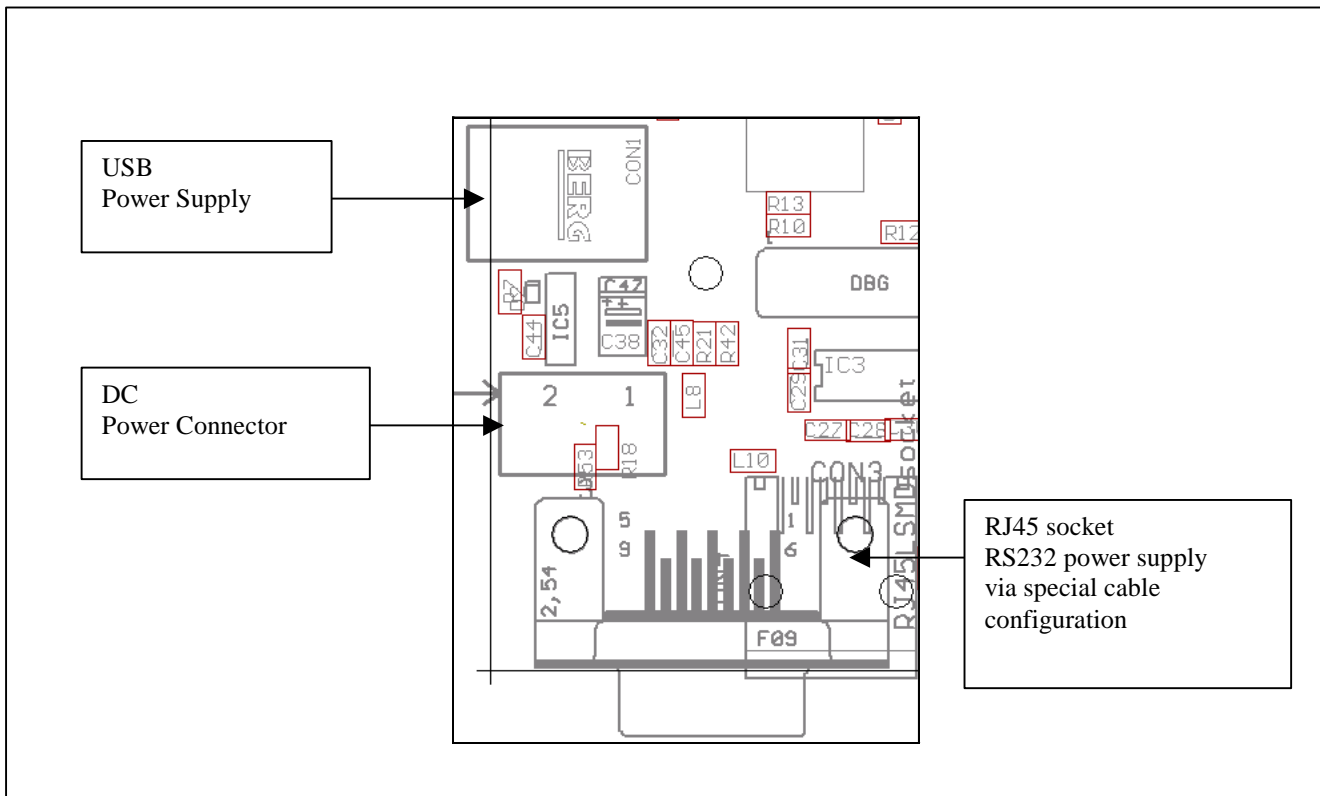 USB
Power Supply
BERG
CON1
R13
R10
R12
DBG
C47
IC5
C44
C38
C32
C45
R21
R42
C31
IC3
C29
DC
Power Connector
2 1
L8
R18
C27
C28
L10
CON3
RJ45LSMDsocket
5
9
1
6
2,54
F09
RJ45 socket
RS232 power supply
via special cable
configuration